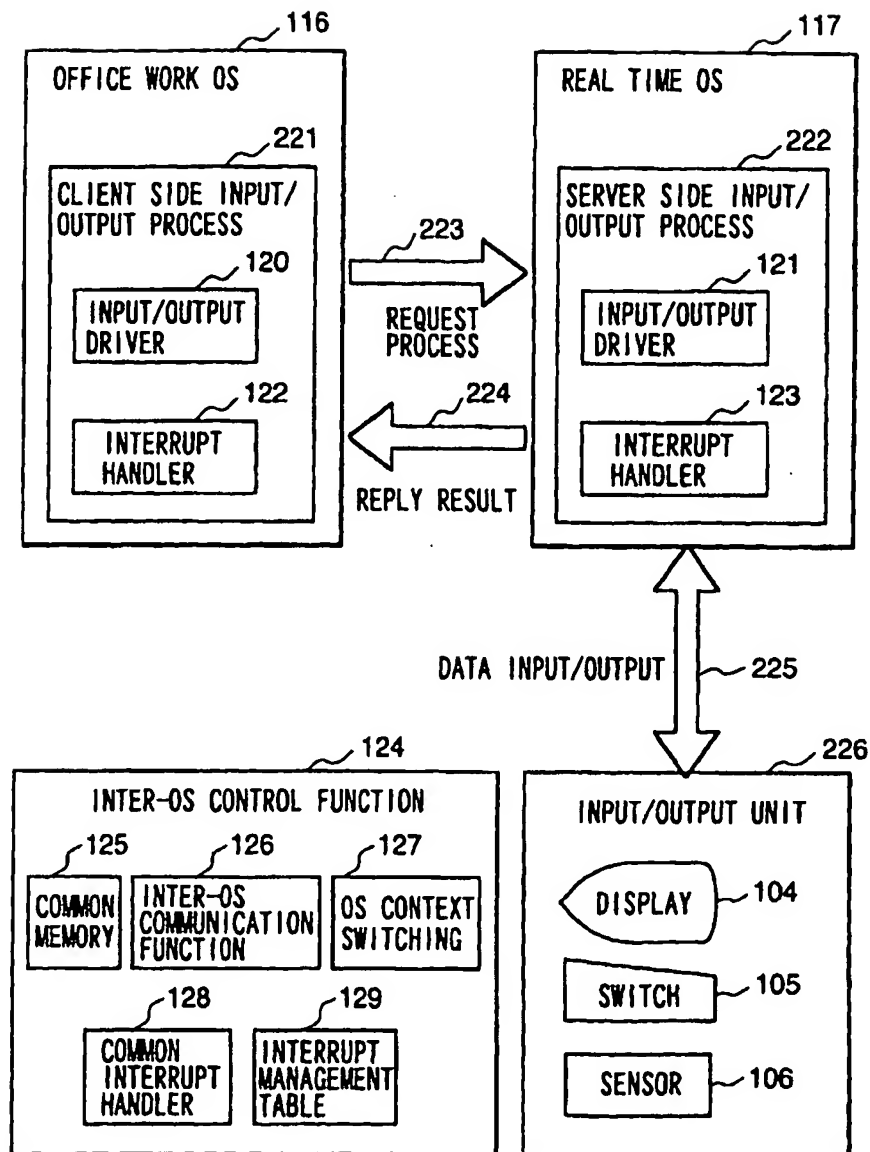 116
117
OFFICE WORK OS
REAL TIME OS
221
222
CLIENT SIDE INPUT/
OUTPUT PROCESS
SERVER SIDE INPUT/
OUTPUT PROCESS
223
120
121
INPUT/OUTPUT
DRIVER
REQUEST
PROCESS
INPUT/OUTPUT
DRIVER
122
224
123
INTERRUPT
HANDLER
INTERRUPT
HANDLER
REPLY RESULT
DATA INPUT/OUTPUT
225
124
226
INTER-OS CONTROL FUNCTION
INPUT/OUTPUT UNIT
125
126
127
COMMON
MEMORY
INTER-OS
COMMUNICATION
FUNCTION
OS CONTEXT
SWITCHING
DISPLAY
104
128
129
SWITCH
105
COMMON
INTERRUPT
HANDLER
INTERRUPT
MANAGEMENT
TABLE
SENSOR
106